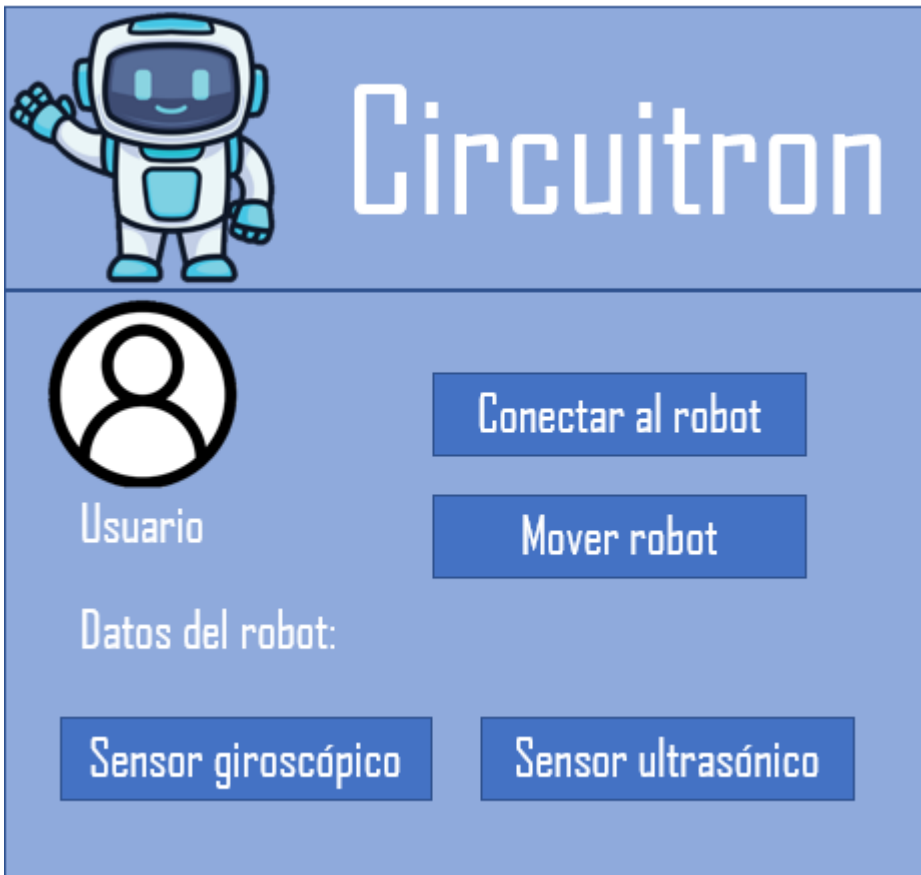 Circuitron
Conectar al robot
Usuario
Mover robot
Datos del robot:
Sensor giroscópico
Sensor ultrasónico